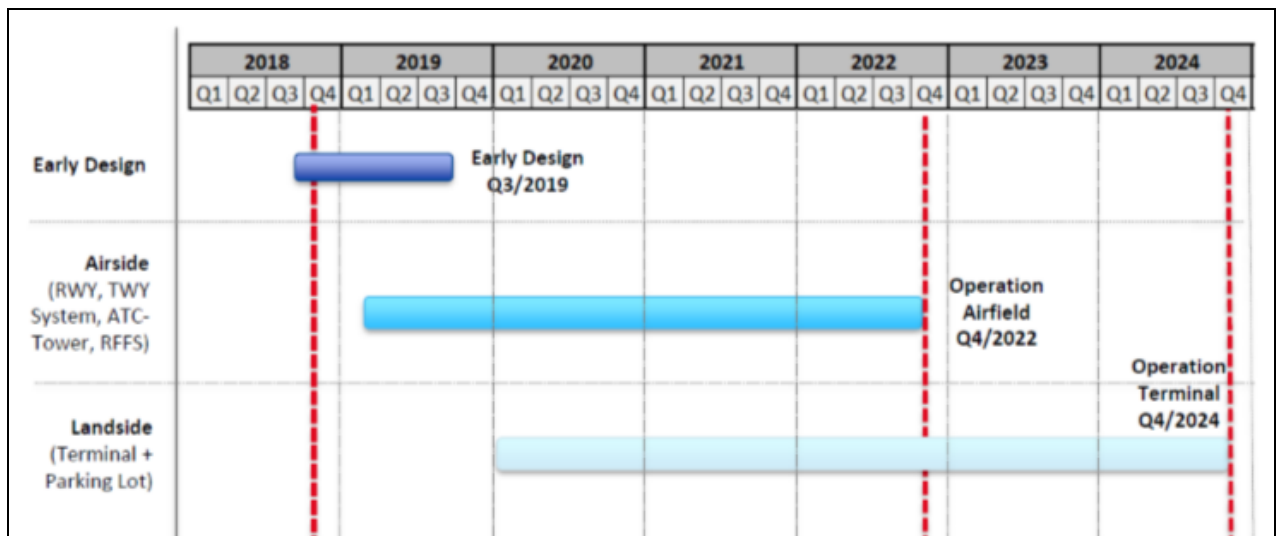 2018 2019 2020 2021 2022 2023 2024
Q1 Q2 Q3 Q4 Q1 Q2 Q3 Q4 Q1 Q2 Q3 Q4 Q1 Q2 Q3 Q4 Q1 Q2 Q3 Q4 Q1 Q2 Q3 Q4 Q1 Q2 Q3 Q4
Early Design
Early Design
Q3/2019
Airside
(RWY, TWY
System, ATC-
Tower, RFFS)
Operation
Airfield
Q4/2022
Operation
Terminal
Q4/2024
Landside
(Terminal +
Parking Lot)